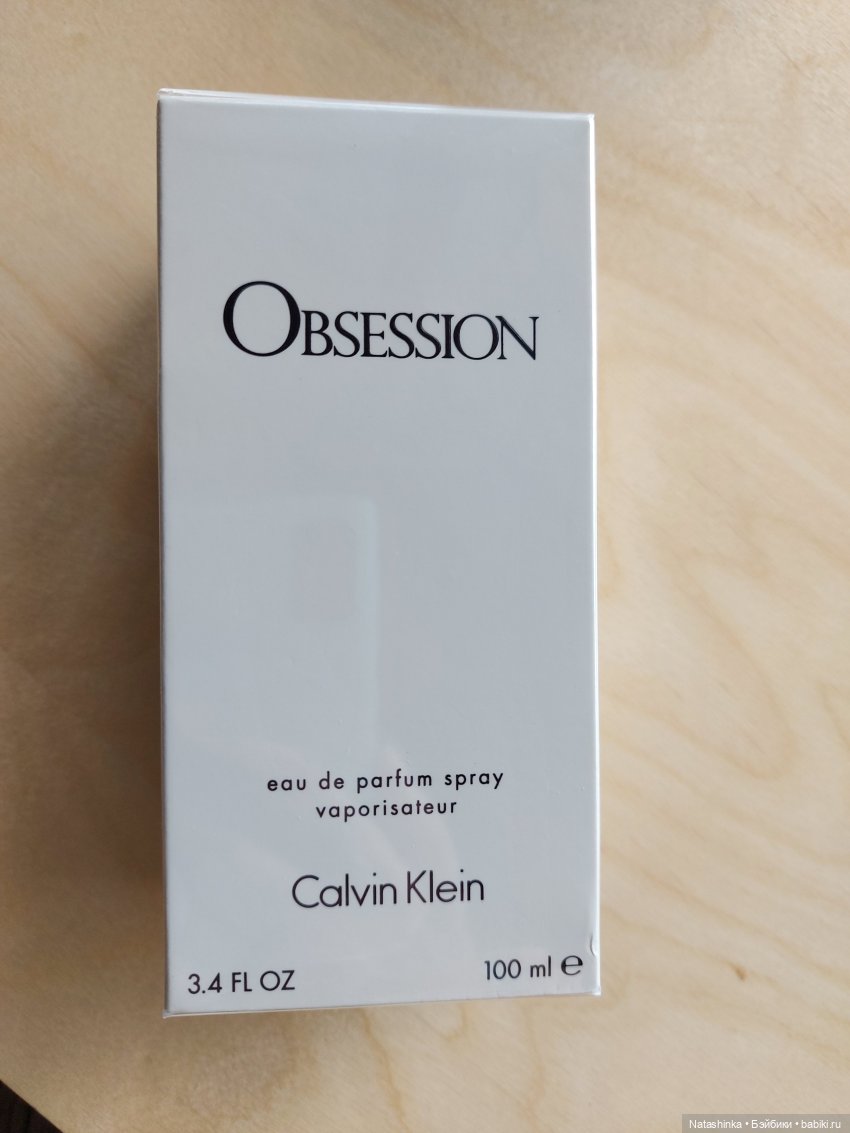 OBSESSION
eau de parfum spray
vaporisateur
Calvin Klein
3.4 FL OZ
100 ml ℮
Natashinka • Бэйбики • babiki.ru